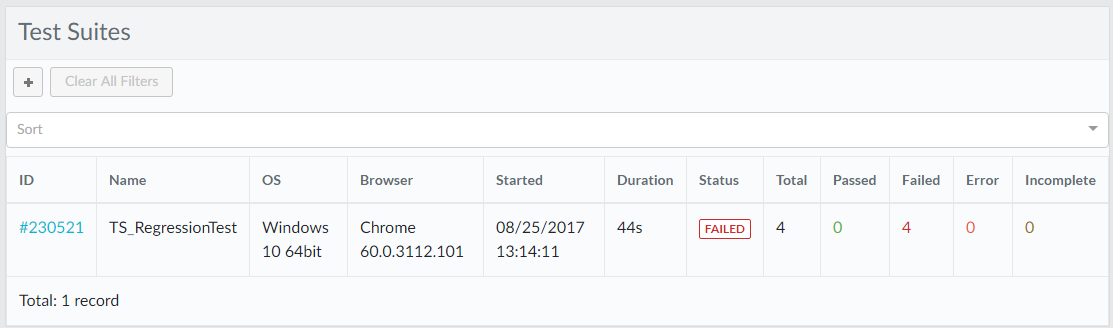 Test Suites
+ Clear All Filters
Sort
ID Name OS Browser Started Duration Status Total Passed Failed Error Incomplete
#230521 TS_RegressionTest Windows Chrome 08/25/2017 44s FAILED 4 0 4 0 0
10 64bit 60.0.3112.101 13:14:11
Total: 1 record